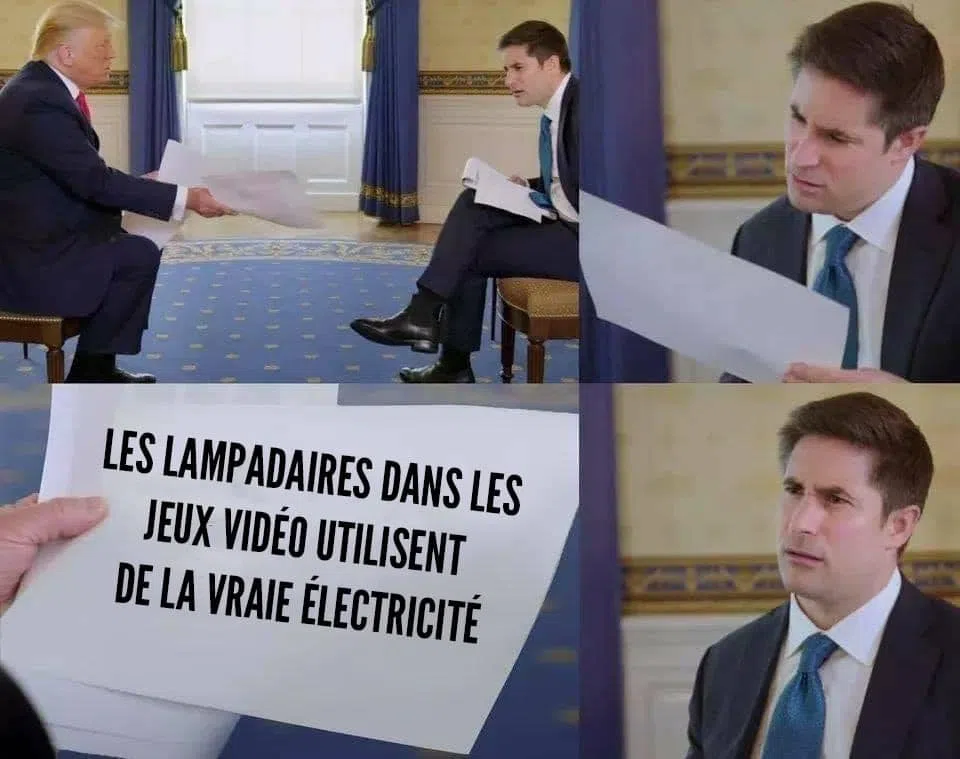 LES LAMPADAIRES DANS LES
JEUX VIDÉO UTILISENT
DE LA VRAIE ÉLECTRICITÉ